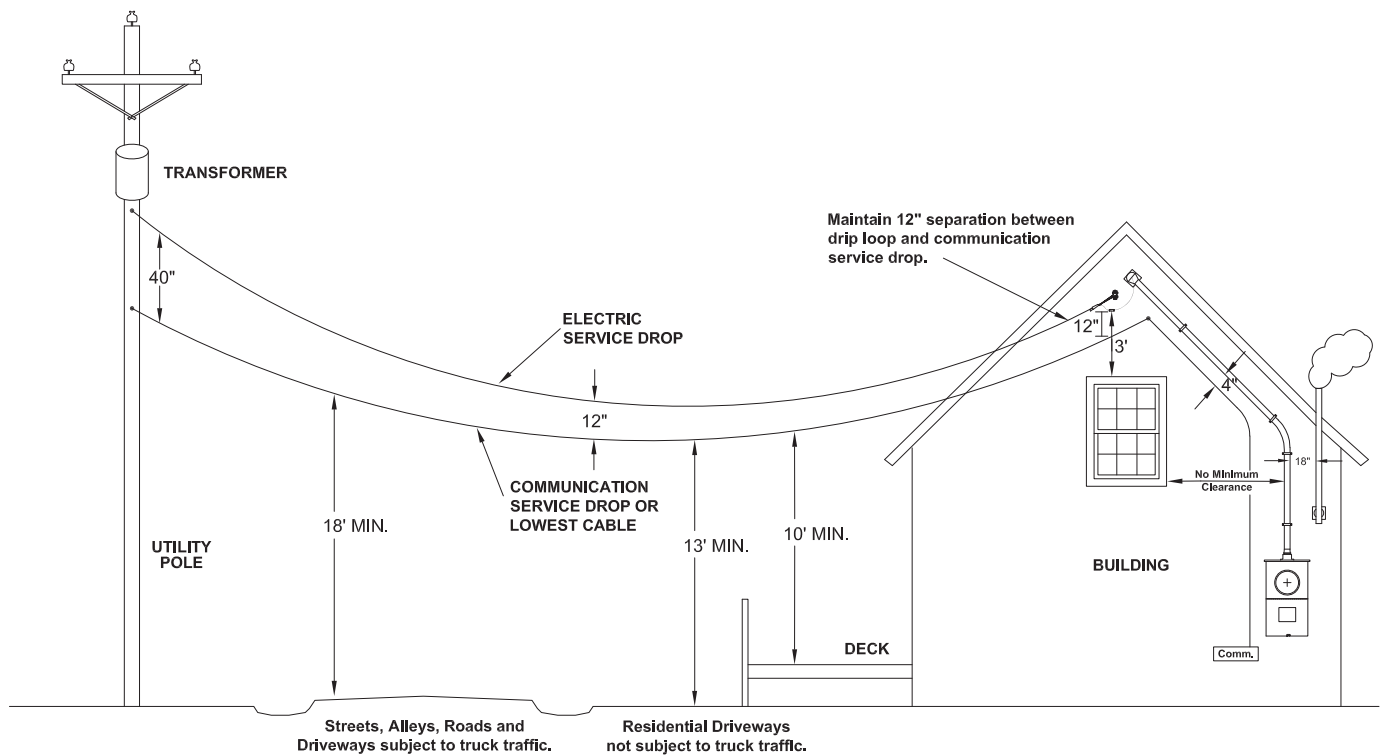 TRANSFORMER
40"
ELECTRIC
SERVICE DROP
Maintain 12" separation between
drip loop and communication
service drop.
12"
3'
4"
12"
18"
No Minimum
Clearance
COMMUNICATION
SERVICE DROP OR
LOWEST CABLE
18' MIN.
13' MIN.
10' MIN.
UTILITY
POLE
BUILDING
DECK
Comm.
Streets, Alleys, Roads and
Driveways subject to truck traffic.
Residential Driveways
not subject to truck traffic.